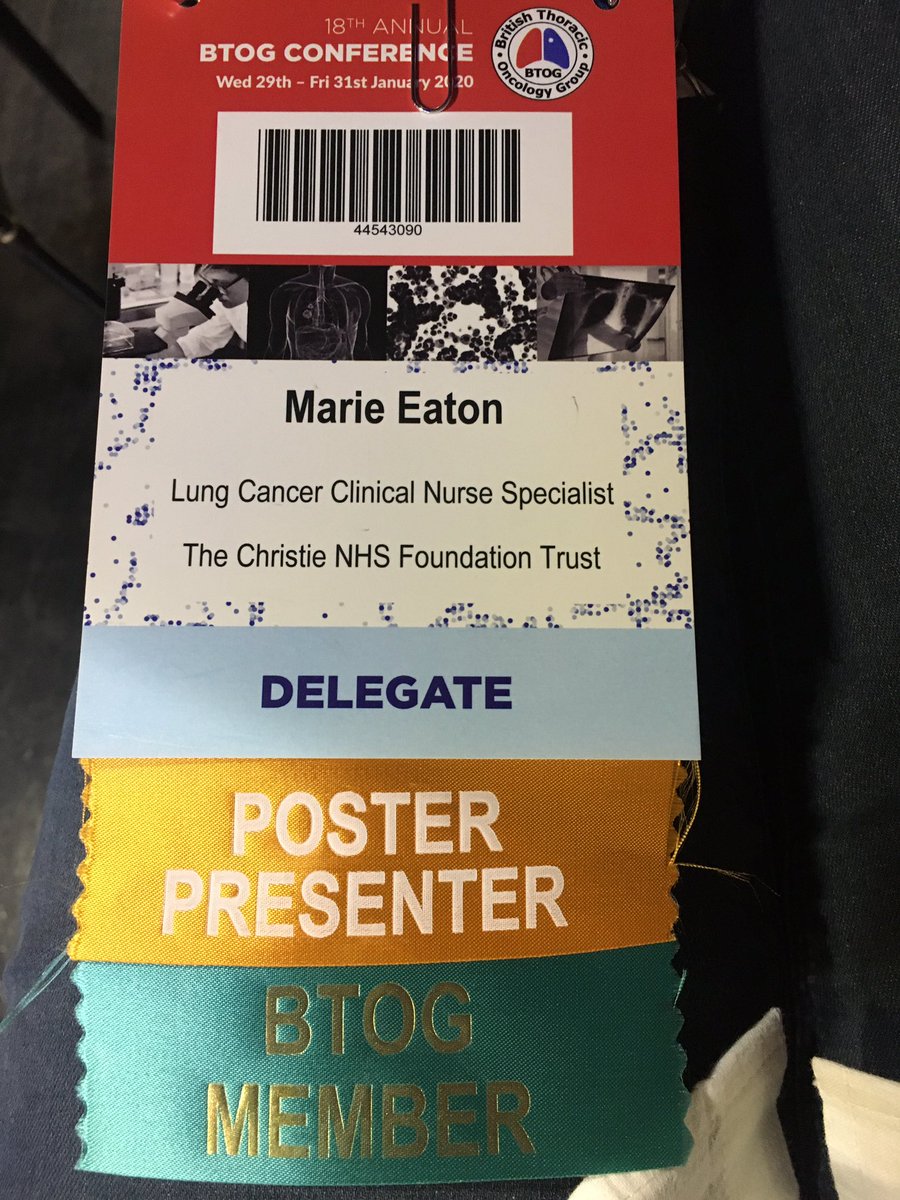 18TH ANNUAL
BTOG CONFERENCE
Wed 29th – Fri 31st January 2020
British Thoracic
Oncology Group
BTOG
44543090
Marie Eaton
Lung Cancer Clinical Nurse Specialist
The Christie NHS Foundation Trust
DELEGATE
POSTER
PRESENTER
BTOG
MEMBER